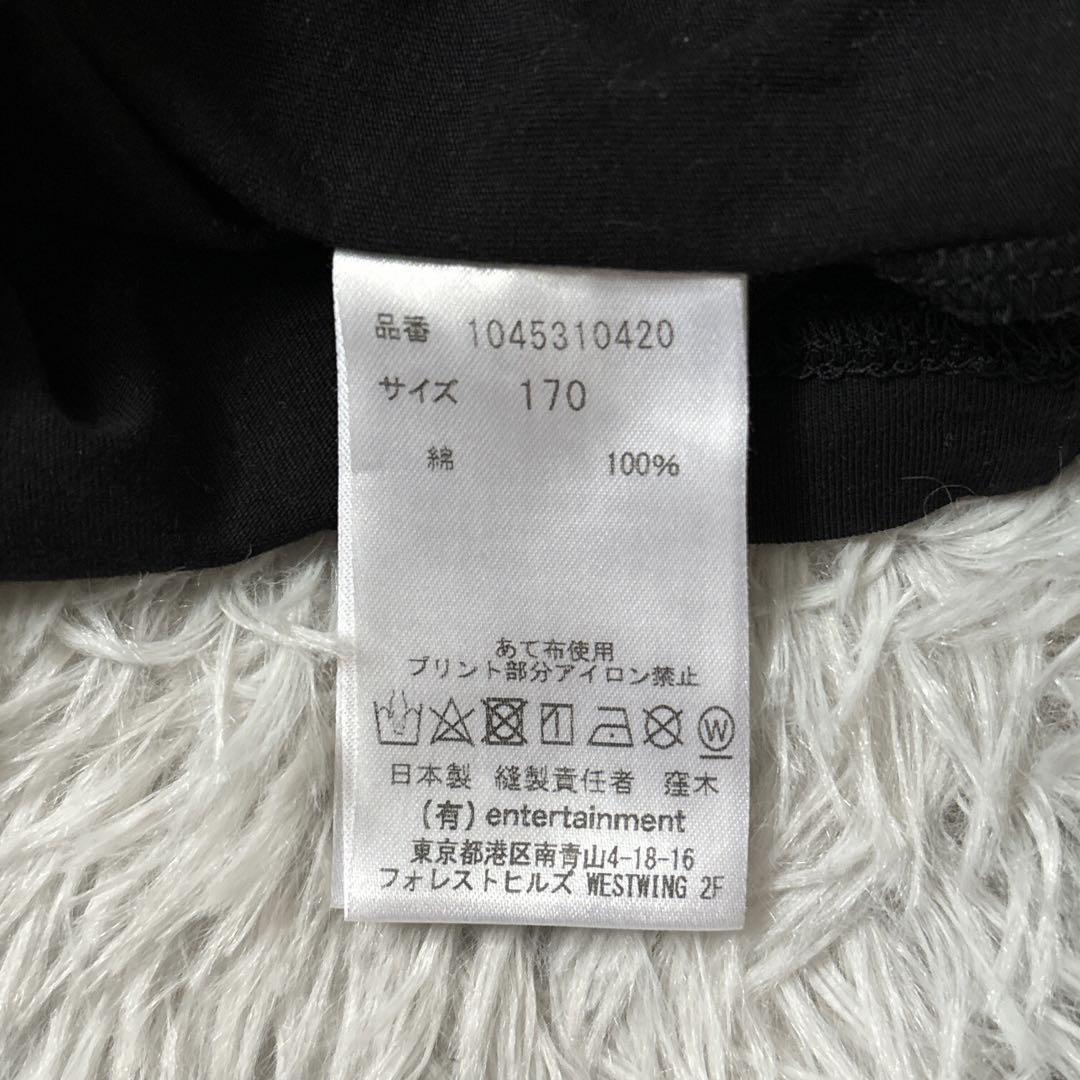 品番 1045310420
サイズ 170
綿 100%
あて布使用
プリント部分アイロン禁止
W
日本製 縫製責任者 窪木
(有) entertainment
東京都港区南青山4-18-16
フォレストヒルズ WESTWING 2F